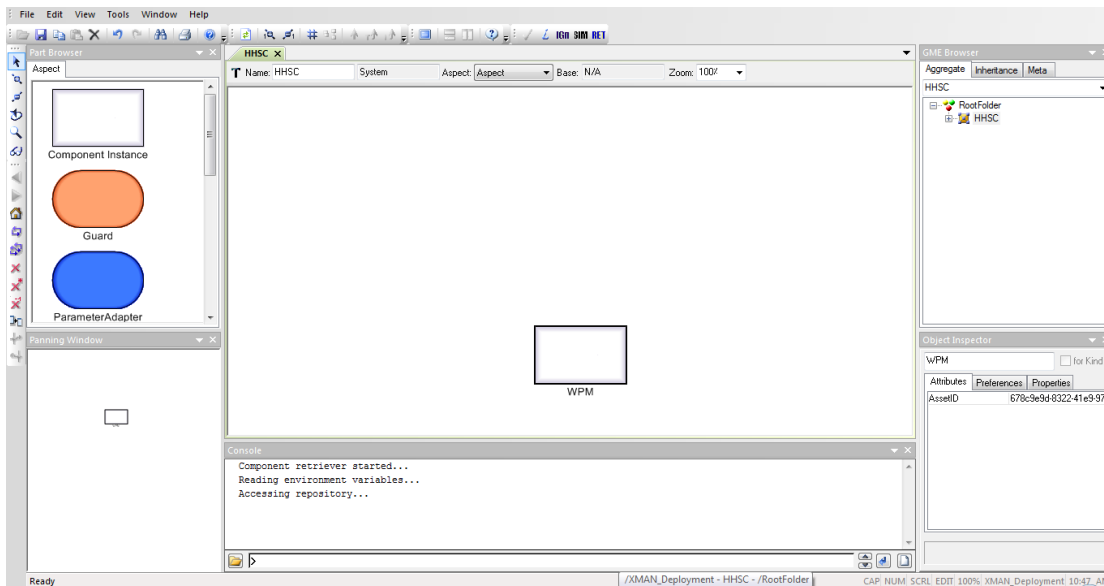 File Edit View Tools Window Help
IGn SIM RET
Part Browser
Aspect
Component Instance
Guard
ParameterAdapter
Panning Window
HHSC
Name: HHSC System Aspect: Aspect Base: N/A Zoom: 100%
WPM
Console
Component retriever started...
Reading environment variables...
Accessing repository...
GME Browser
Aggregate Inheritance Meta
HHSC
RootFolder
HHSC
Object Inspector
WPM for Kind
Attributes Preferences Properties
AssetID 678c9e9d-8322-41e9-97
Ready /XMAN_Deployment - HHSC - /RootFolder CAP NUM SCRL EDIT 100% XMAN_Deployment 10:47